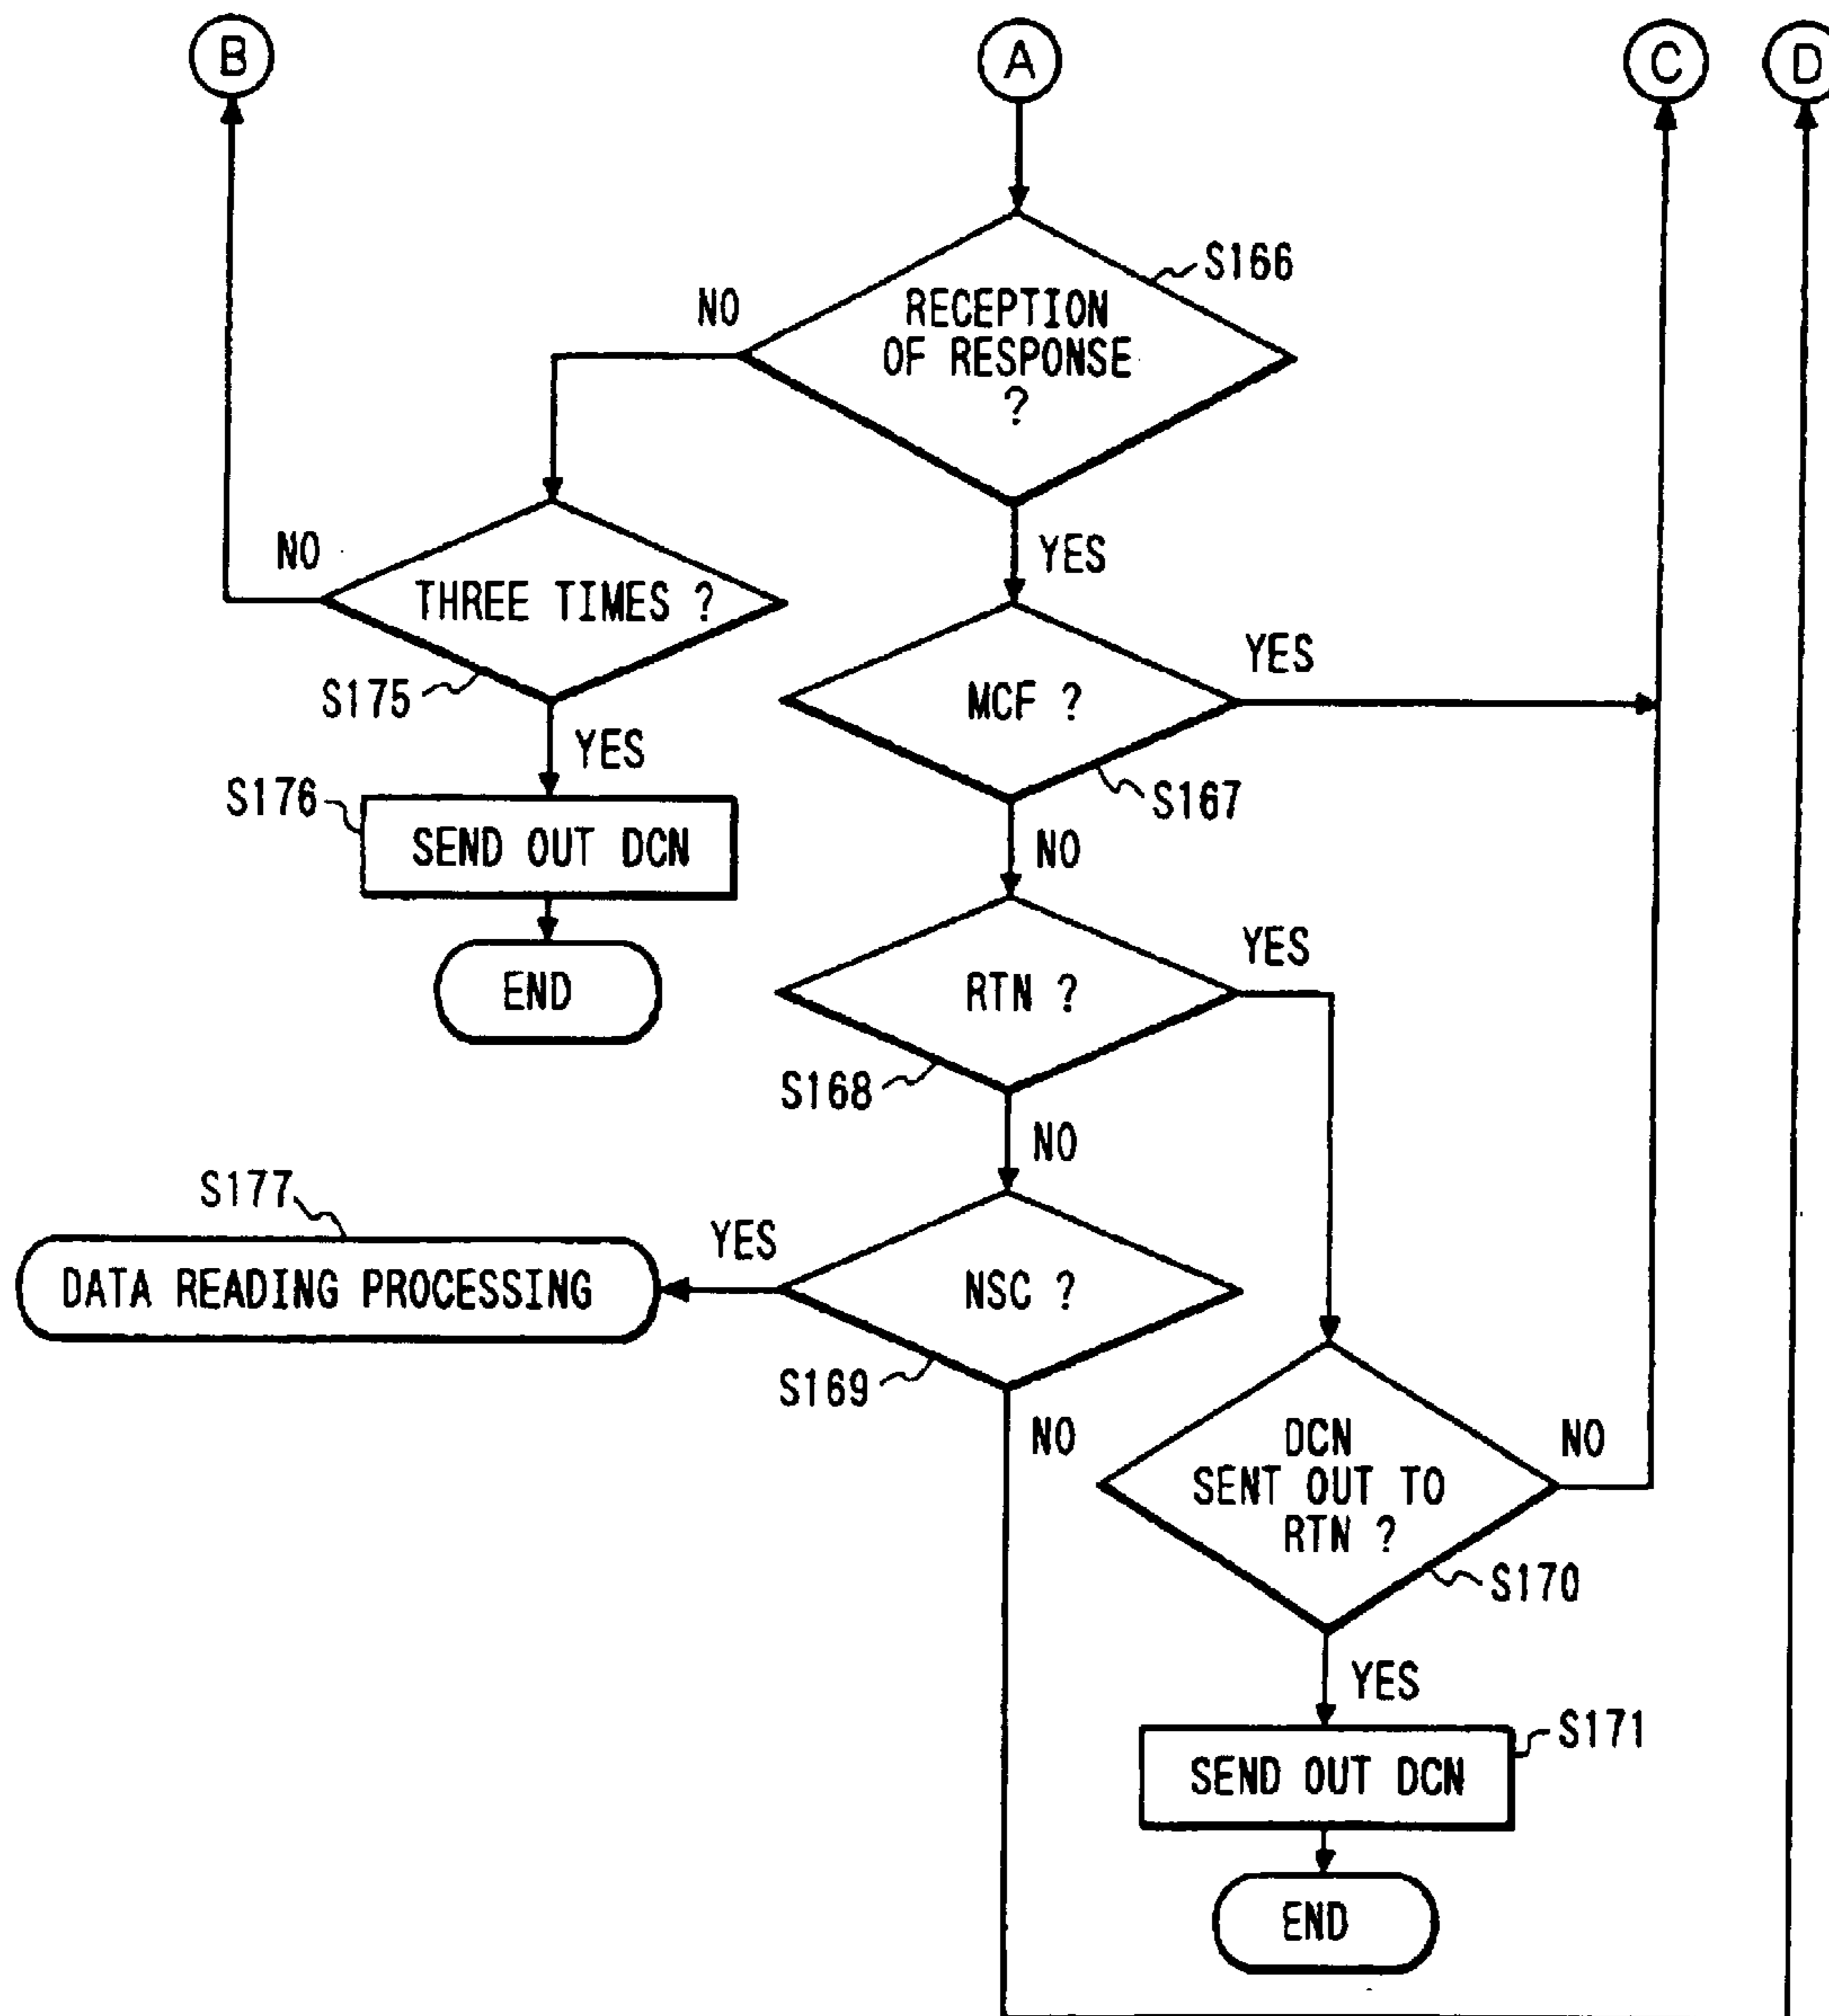 B
A
C
D
S166
NO
RECEPTION
OF RESPONSE
?
YES
NO
THREE TIMES ?
S175
YES
MCF ?
YES
S167
S176
SEND OUT DCN
NO
END
RTN ?
YES
S168
NO
S177
DATA READING PROCESSING
YES
NSC ?
S169
NO
DCN
SENT OUT TO
RTN ?
NO
S170
YES
S171
SEND OUT DCN
END